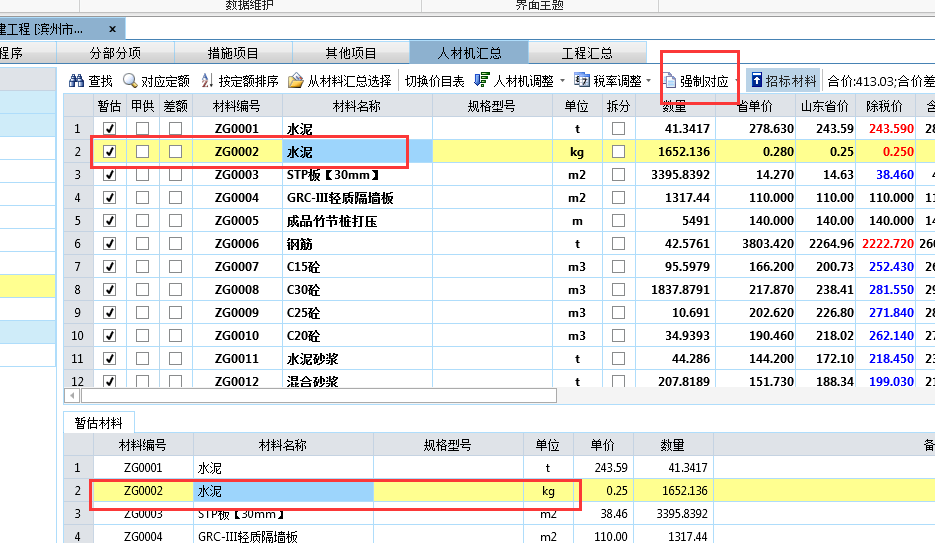 数据维护 界面主题
建工程 [滨州市... ×
程序 分部分项 措施项目 其他项目 人材机汇总 工程汇总
查找 对应定额 按定额排序 从材料汇总选择 切换价目表 人材机调整 税率调整 强制对应 招标材料 合价:413.03;合价差
暂估 甲供 差额 材料编号 材料名称 规格型号 单位 拆分 数量 省单价 山东省价 除税价 含
1 ZG0001 水泥 t 41.3417 278.630 243.59 243.590 28
2 ZG0002 水泥 kg 1652.136 0.280 0.25 0.250
3 ZG0003 STP板【30mm】 m2 3395.8392 14.270 14.63 38.460 4
4 ZG0004 GRC-III轻质隔墙板 m2 1317.44 110.000 110.00 110.000 11
5 ZG0005 成品竹节桩打压 m 5491 140.000 140.00 140.000 14
6 ZG0006 钢筋 t 42.5761 3803.420 2264.96 2222.720 260
7 ZG0007 C15砼 m3 95.5979 166.200 200.73 252.430 26
8 ZG0008 C30砼 m3 1837.8791 217.870 238.41 281.550 29
9 ZG0009 C25砼 m3 10.691 202.620 226.80 271.840 28
10 ZG0010 C20砼 m3 34.9393 190.460 218.02 262.140 27
11 ZG0011 水泥砂浆 t 44.286 144.200 172.10 218.450 23
12 ZG0012 混合砂浆 t 207.8189 151.730 188.34 199.030 21
暂估材料
材料编号 材料名称 规格型号 单位 单价 数量 备
1 ZG0001 水泥 t 243.59 41.3417
2 ZG0002 水泥 kg 0.25 1652.136
3 ZG0003 STP板【30mm】 m2 38.46 3395.8392
4 ZG0004 GRC-III轻质隔墙板 m2 110.00 1317.44